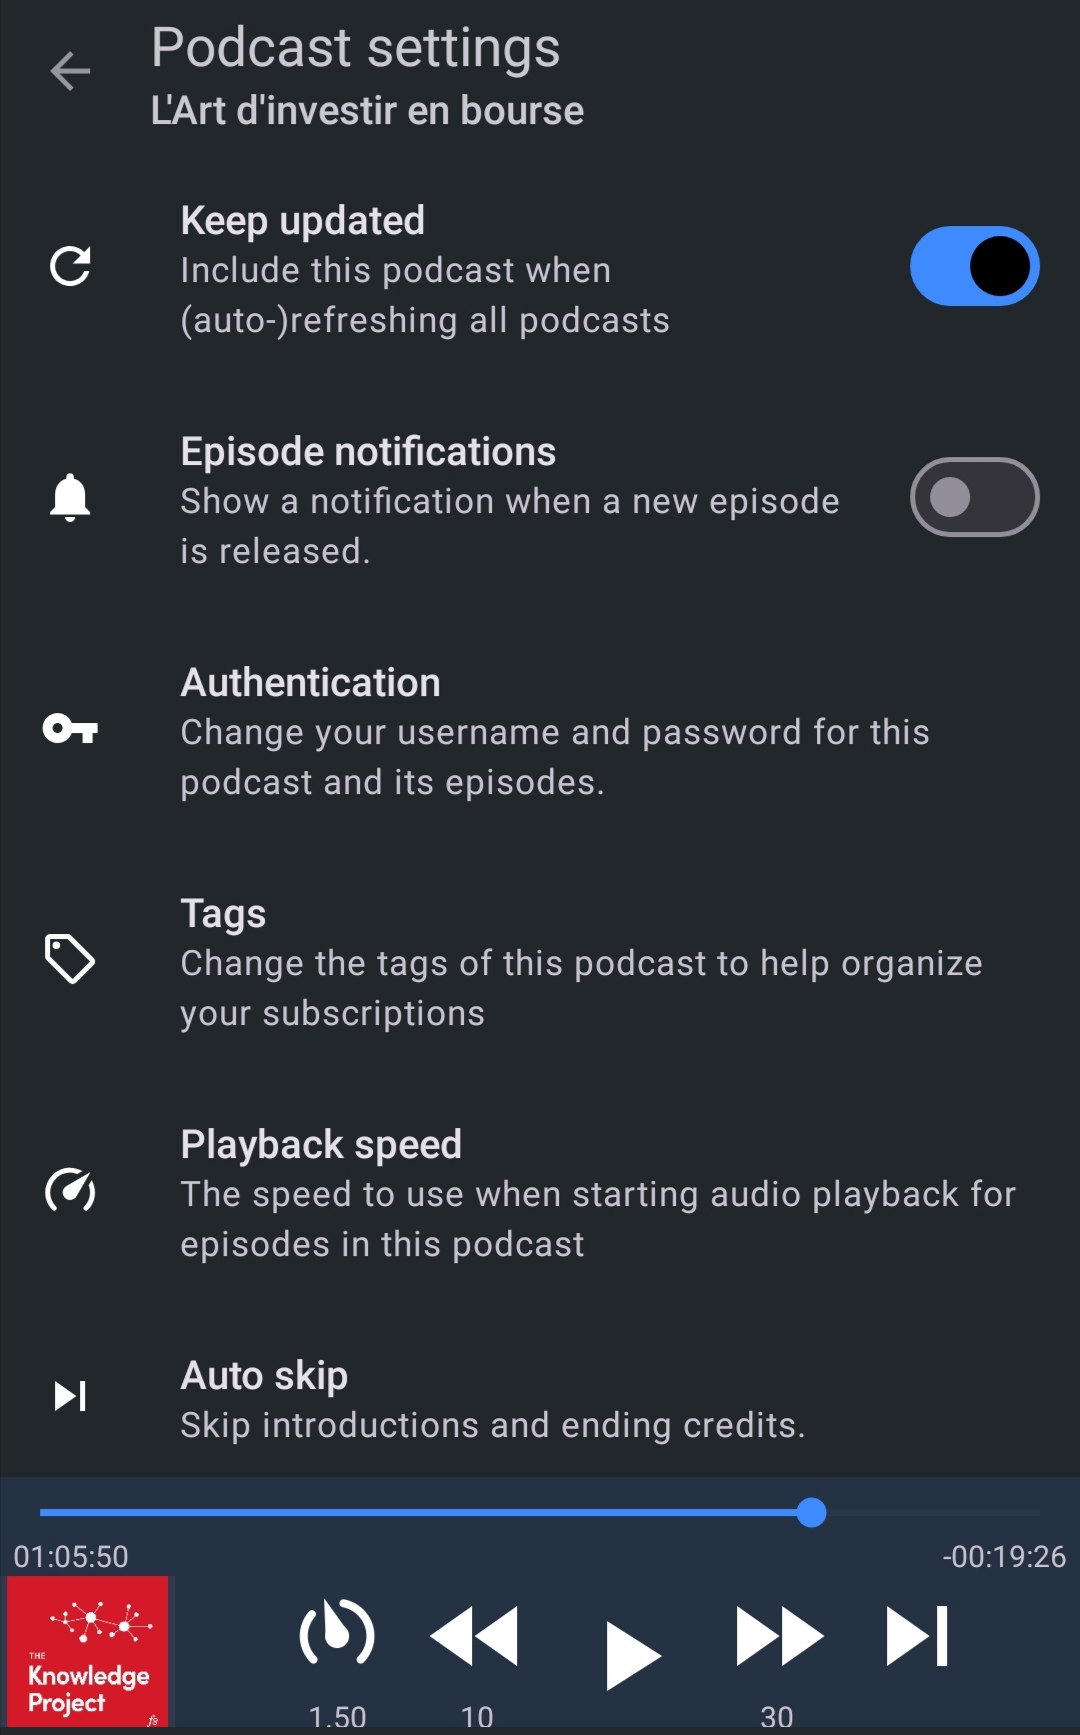 Podcast settings
L'Art d'investir en bourse
Keep updated
Include this podcast when
(auto-)refreshing all podcasts
Episode notifications
Show a notification when a new episode
is released.
Authentication
Change your username and password for this
podcast and its episodes.
Tags
Change the tags of this podcast to help organize
your subscriptions
Playback speed
The speed to use when starting audio playback for
episodes in this podcast
Auto skip
Skip introductions and ending credits.
01:05:50
-00:19:26
THE
Knowledge
Project
fs
1.50
10
30